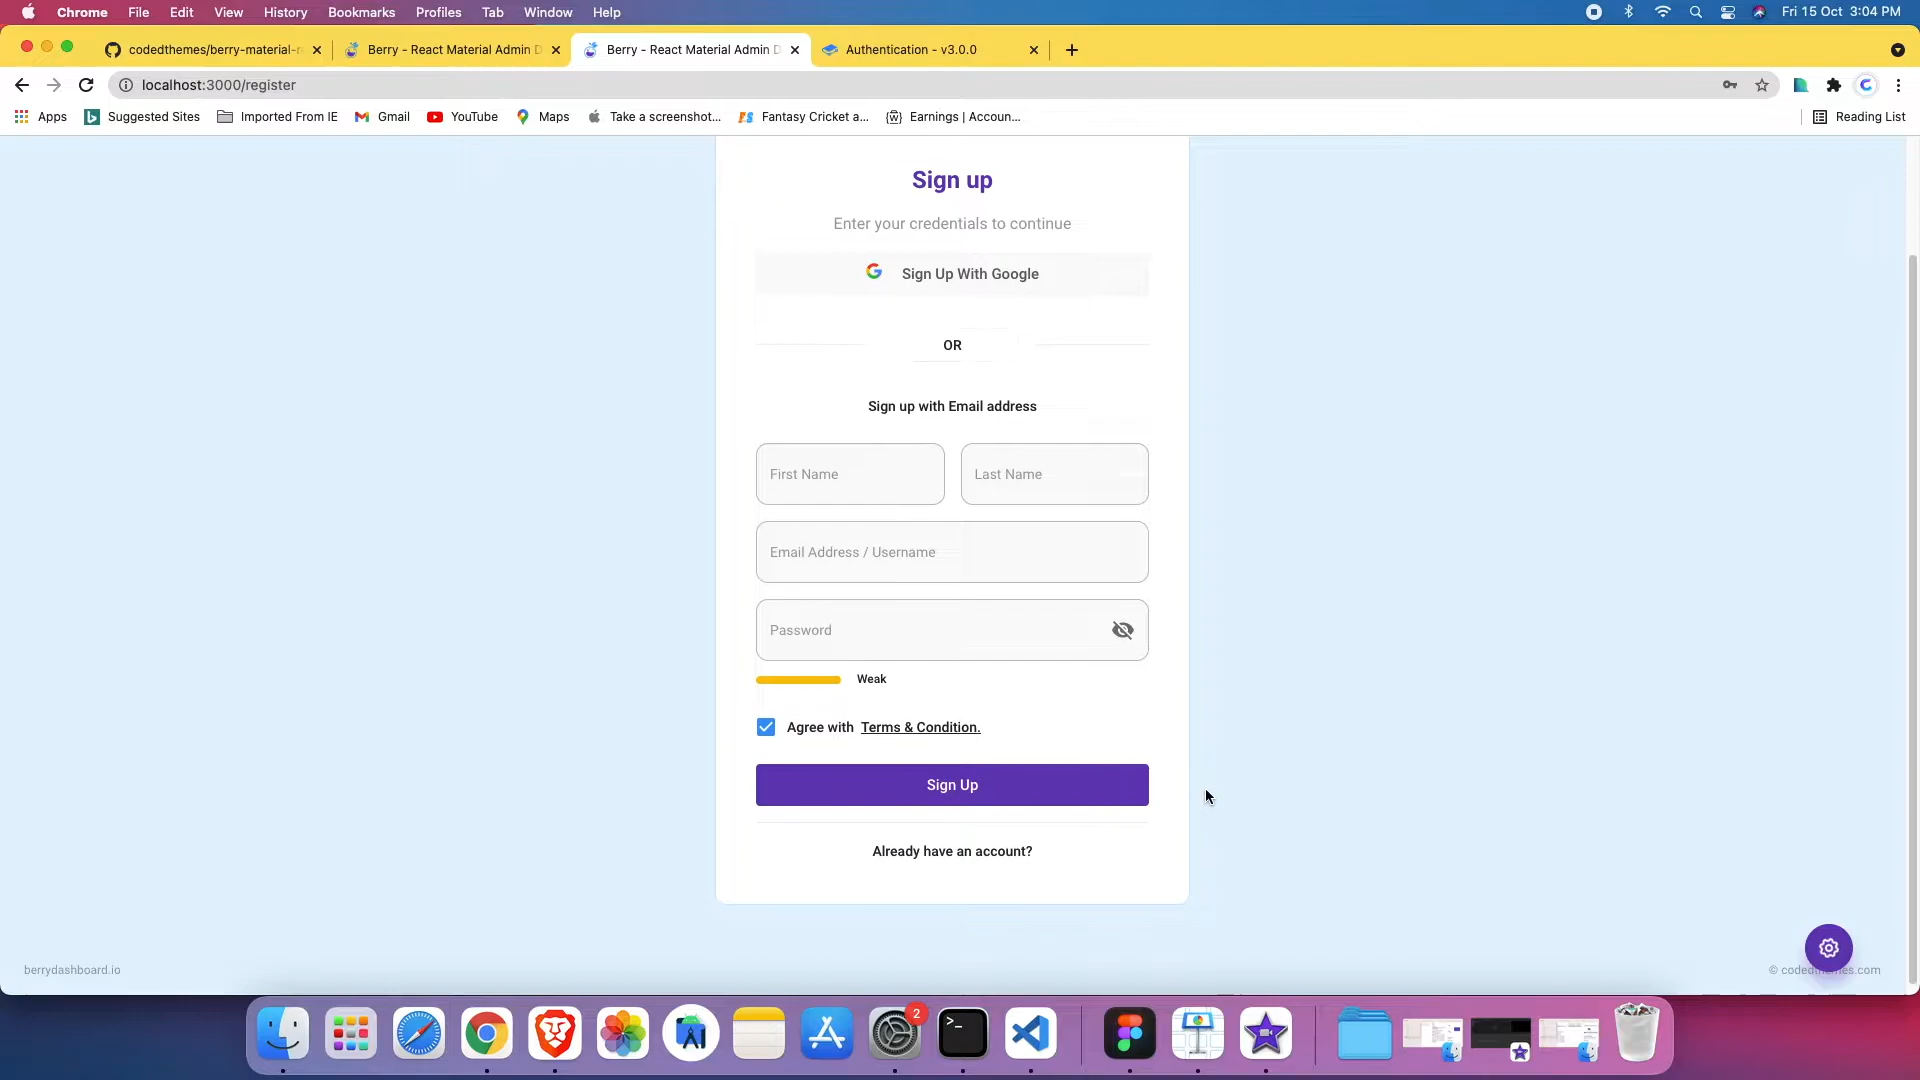 Chrome File Edit View History Bookmarks Profiles Tab Window Help Fri 15 Oct 3:04 PM
codedthemes/berry-material-r Berry - React Material Admin D Berry - React Material Admin D Authentication - v3.0.0
localhost:3000/register
Apps Suggested Sites Imported From IE Gmail YouTube Maps Take a screenshot... Fantasy Cricket a... Earnings | Accoun... Reading List
Sign up
Enter your credentials to continue
Sign Up With Google
OR
Sign up with Email address
First Name Last Name
Email Address / Username
Password
Weak
Agree with Terms & Condition.
Sign Up
Already have an account?
berrydashboard.io © codedthemes.com
2